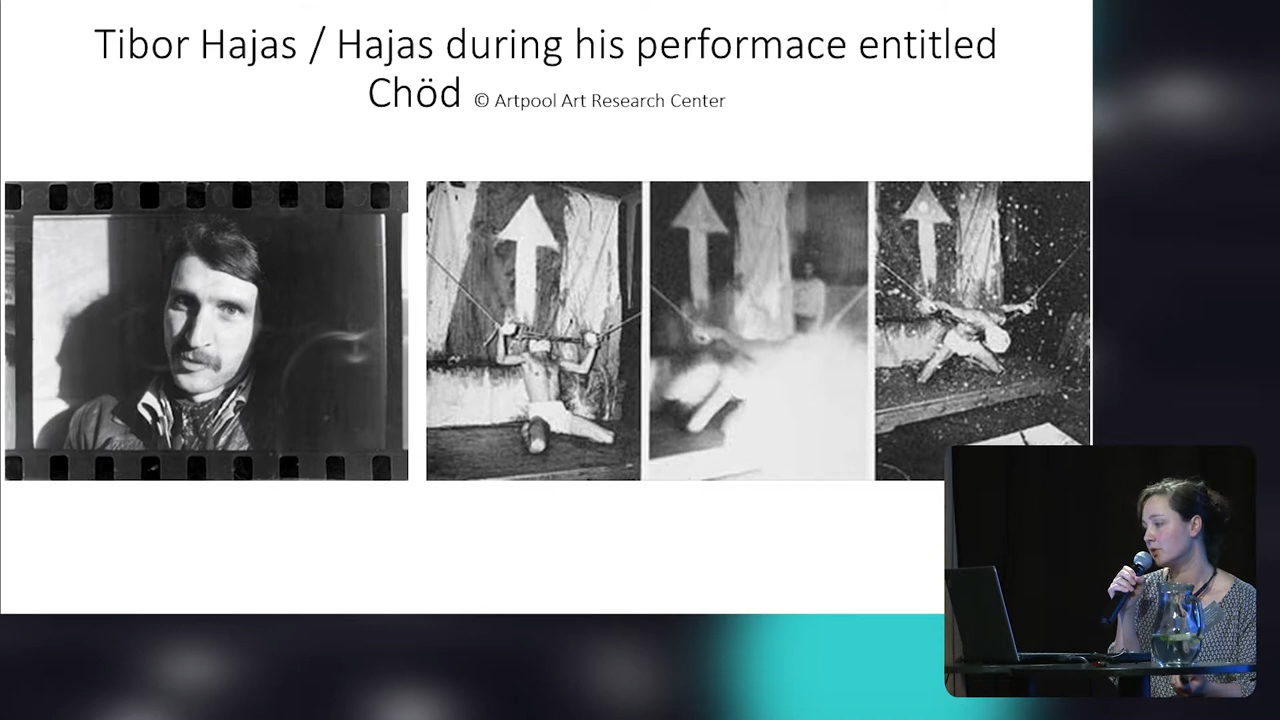 Tibor Hajas / Hajas during his performace entitled
Chöd © Artpool Art Research Center